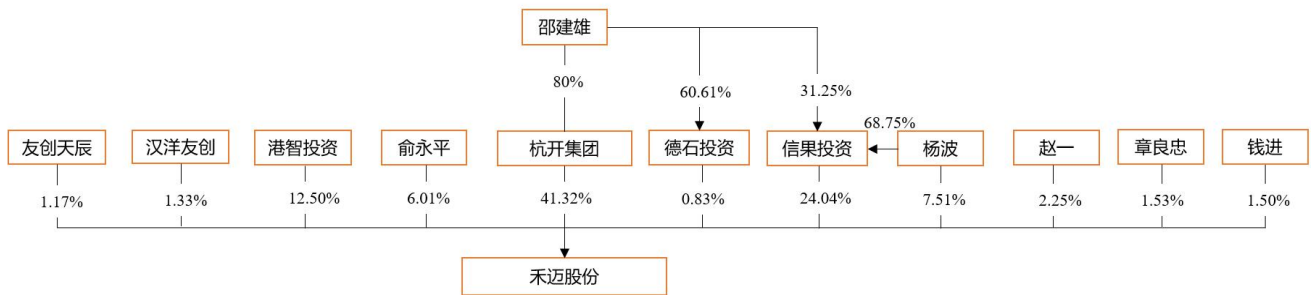 邵建雄
80%
60.61%
31.25%
68.75%
友创天辰
汉洋友创
港智投资
俞永平
杭开集团
德石投资
信果投资
杨波
赵一
章良忠
钱进
1.17%
1.33%
12.50%
6.01%
41.32%
0.83%
24.04%
7.51%
2.25%
1.53%
1.50%
禾迈股份